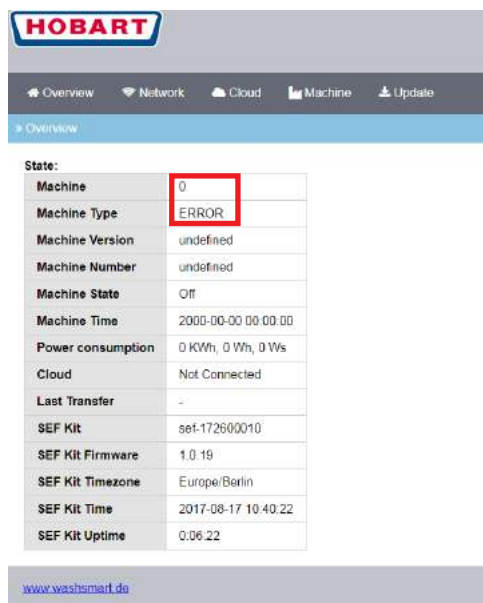 HOBART
Overview Network Cloud Machine Update
» Overview
State:
Machine 0
Machine Type ERROR
Machine Version undefined
Machine Number undefined
Machine State Off
Machine Time 2000-00-00 00:00:00
Power consumption 0 KWh, 0 Wh, 0 Ws
Cloud Not Connected
Last Transfer -
SEF Kit sef-172600010
SEF Kit Firmware 1.0.19
SEF Kit Timezone Europe/Berlin
SEF Kit Time 2017-08-17 10:40:22
SEF Kit Uptime 0:06:22
www.washsmart.de